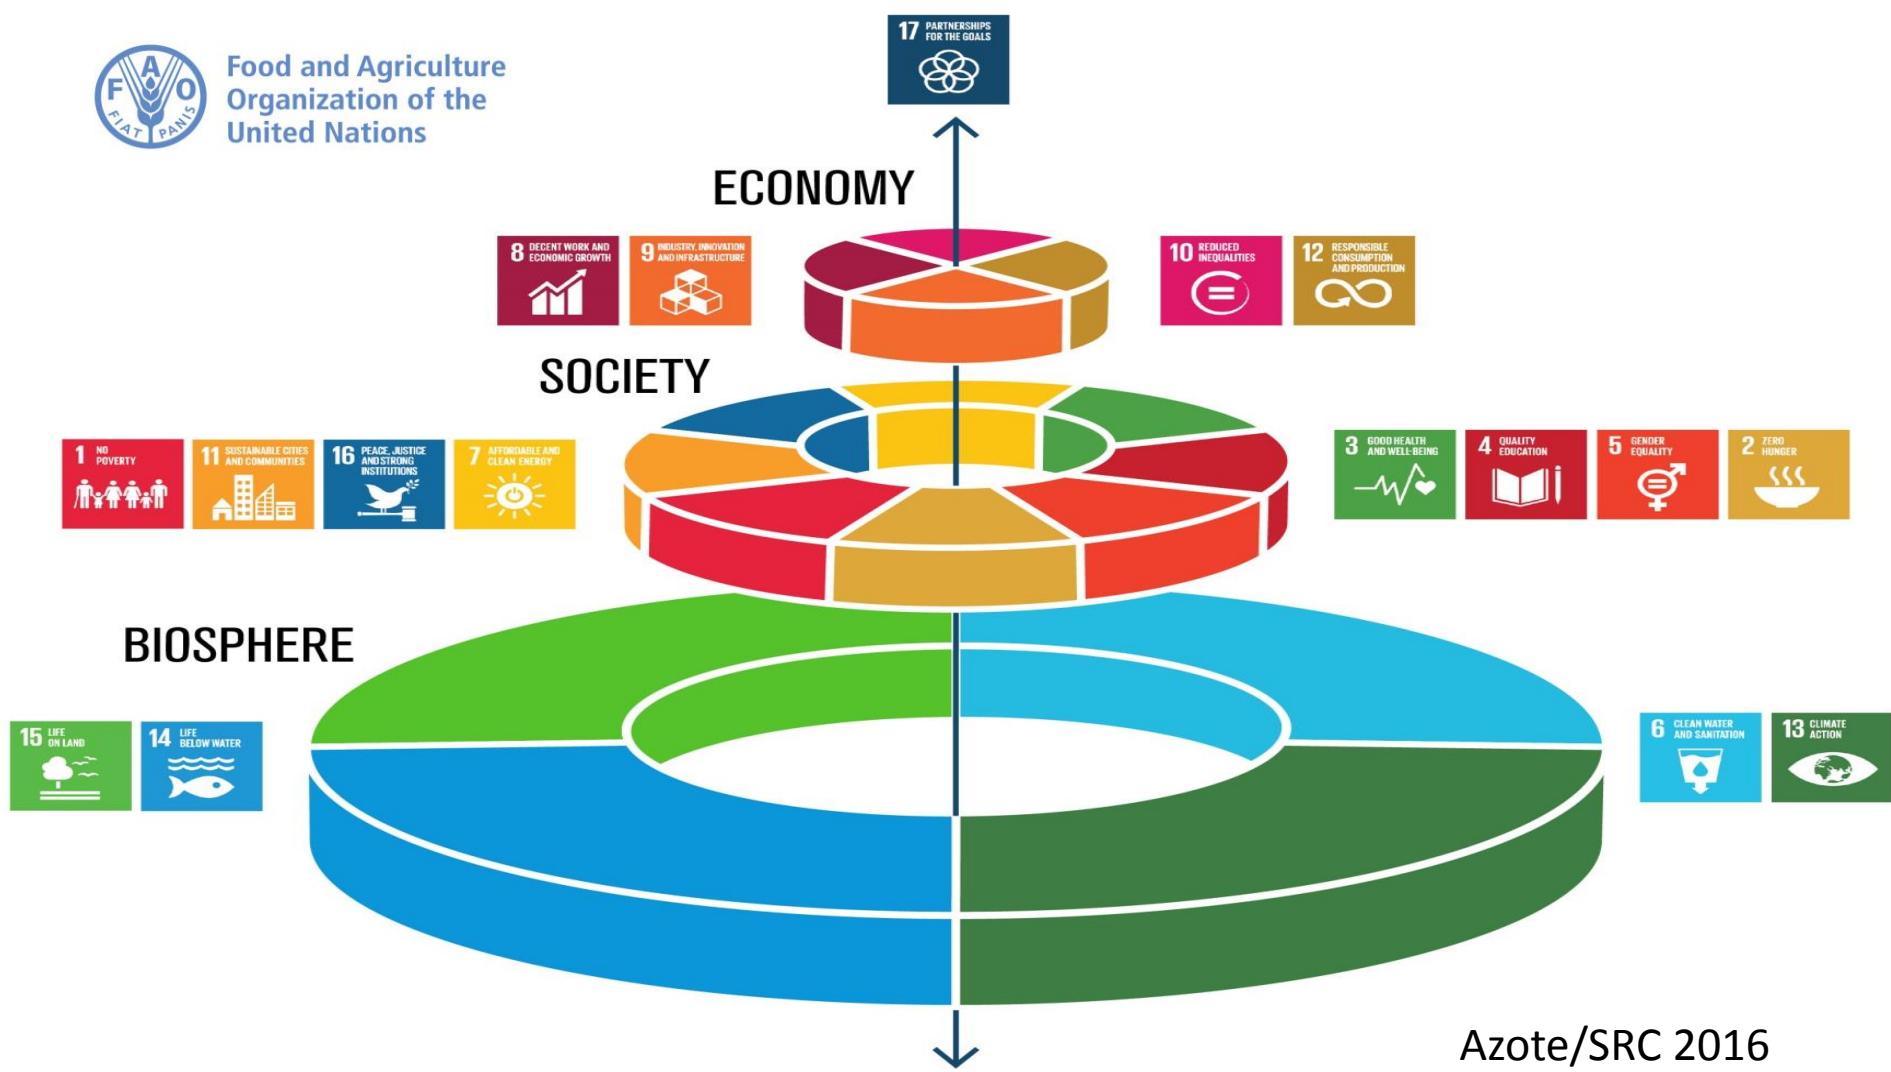 F A O
FIAT PANIS
Food and Agriculture
Organization of the
United Nations
17 PARTNERSHIPS
FOR THE GOALS
ECONOMY
8 DECENT WORK AND
ECONOMIC GROWTH
9 INDUSTRY, INNOVATION
AND INFRASTRUCTURE
10 REDUCED
INEQUALITIES
12 RESPONSIBLE
CONSUMPTION
AND PRODUCTION
SOCIETY
1 NO
POVERTY
11 SUSTAINABLE CITIES
AND COMMUNITIES
16 PEACE, JUSTICE
AND STRONG
INSTITUTIONS
7 AFFORDABLE AND
CLEAN ENERGY
3 GOOD HEALTH
AND WELL-BEING
4 QUALITY
EDUCATION
5 GENDER
EQUALITY
2 ZERO
HUNGER
BIOSPHERE
15 LIFE
ON LAND
14 LIFE
BELOW WATER
6 CLEAN WATER
AND SANITATION
13 CLIMATE
ACTION
Azote/SRC 2016